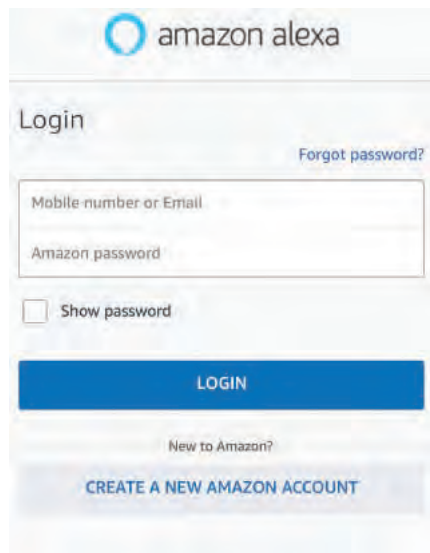 amazon alexa
Login
Forgot password?
Mobile number or Email
Amazon password
Show password
LOGIN
New to Amazon?
CREATE A NEW AMAZON ACCOUNT